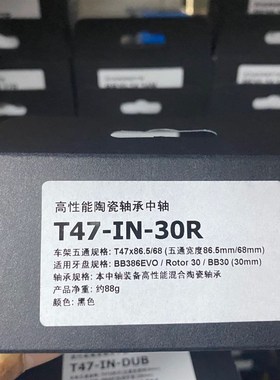 高性能陶瓷轴承中轴
T47-IN-30R
车架五通规格: T47x86.5/68 (五通宽度86.5mm/68mm)
适用牙盘规格: BB386EVO / Rotor 30 / BB30 (30mm)
轴承规格: 本中轴装备高性能混合陶瓷轴承
产品净重: 约88g
颜色: 黑色
T47-IN-DUB